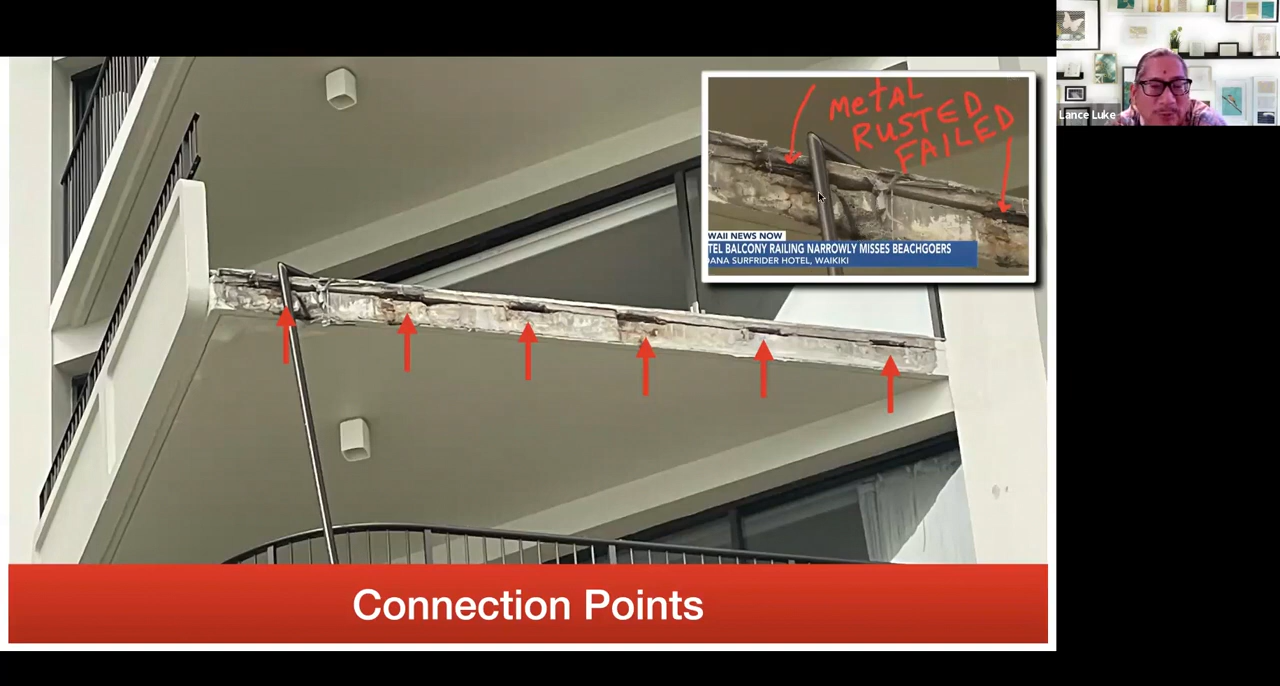 METAL
RUSTED
FAILED
WAII NEWS NOW
TEL BALCONY RAILING NARROWLY MISSES BEACHGOERS
OANA SURFRIDER HOTEL, WAIKIKI
Lance Luke
Connection Points